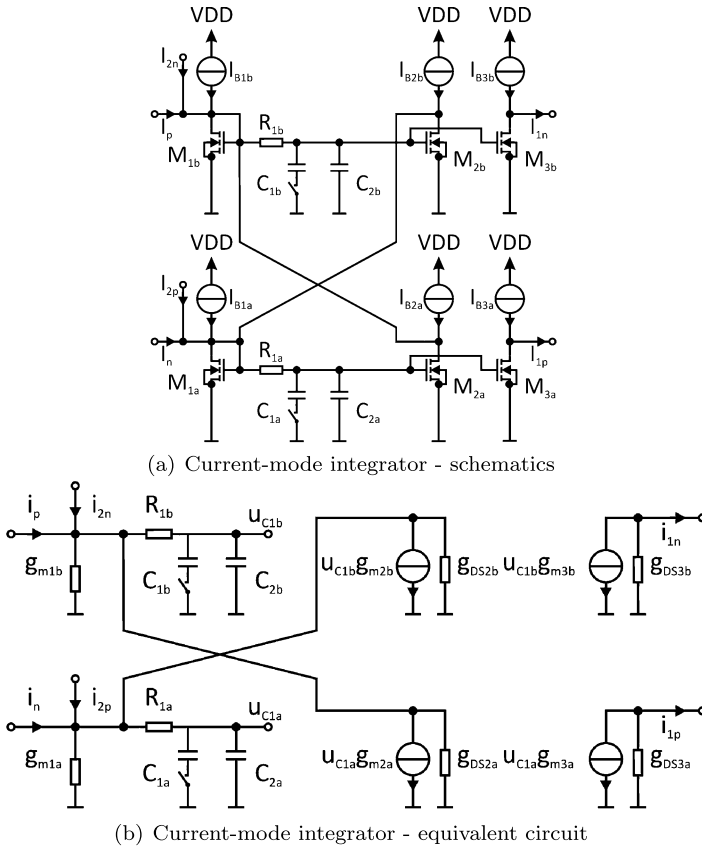 VDD VDD VDD
I2n IB1b IB2b IB3b
Ip R1b I1n
M1b C1b C2b M2b M3b
VDD VDD VDD
I2p IB1a IB2a IB3a
In R1a I1p
M1a C1a C2a M2a M3a
(a) Current-mode integrator - schematics
ip i2n R1b uC1b i1n
gm1b C1b C2b uC1bgm2b gDS2b uC1bgm3b gDS3b
in i2p R1a uC1a i1p
gm1a C1a C2a uC1agm2a gDS2a uC1agm3a gDS3a
(b) Current-mode integrator - equivalent circuit